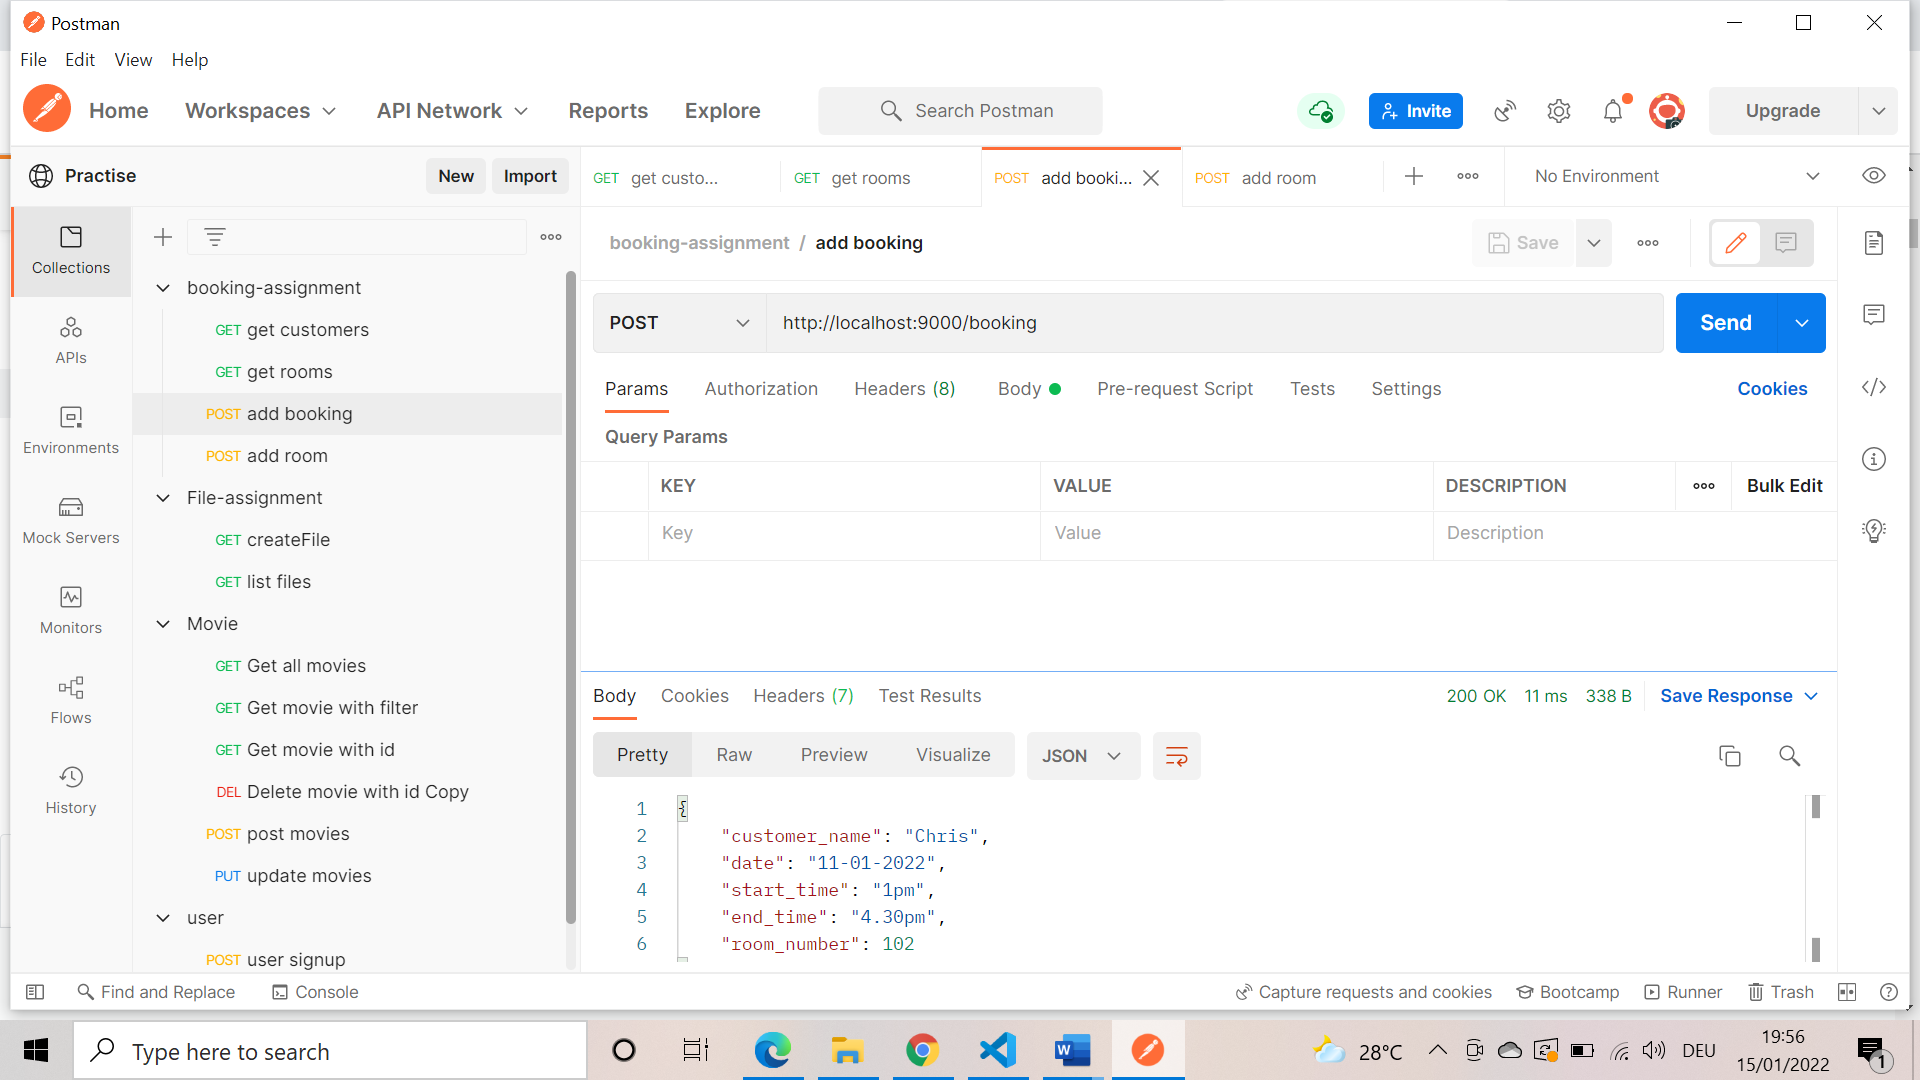 Postman
File Edit View Help
Home Workspaces API Network Reports Explore Search Postman Invite Upgrade
Practise New Import
GET get custo... GET get rooms POST add booki... POST add room No Environment
Collections
APIs
Environments
Mock Servers
Monitors
Flows
History
booking-assignment
GET get customers
GET get rooms
POST add booking
POST add room
File-assignment
GET createFile
GET list files
Movie
GET Get all movies
GET Get movie with filter
GET Get movie with id
DEL Delete movie with id Copy
POST post movies
PUT update movies
user
POST user signup
booking-assignment / add booking Save
POST http://localhost:9000/booking Send
Params Authorization Headers (8) Body Pre-request Script Tests Settings Cookies
Query Params
KEY VALUE DESCRIPTION Bulk Edit
Key Value Description
Body Cookies Headers (7) Test Results 200 OK 11 ms 338 B Save Response
Pretty Raw Preview Visualize JSON
1 {
2 "customer_name": "Chris",
3 "date": "11-01-2022",
4 "start_time": "1pm",
5 "end_time": "4.30pm",
6 "room_number": 102
Find and Replace Console Capture requests and cookies Bootcamp Runner Trash
Type here to search 28°C DEU 19:56
15/01/2022 1